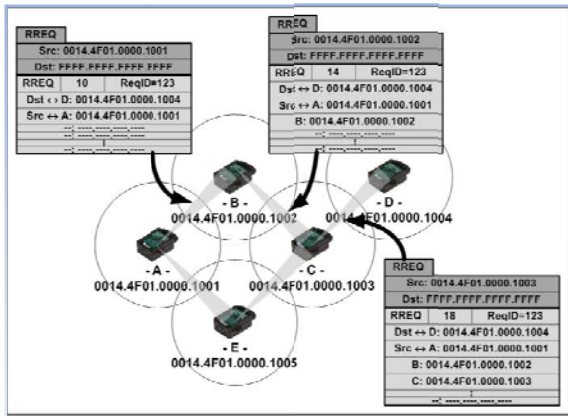 RREQ
Src: 0014.4F01.0000.1001
Dst: FFFF.FFFF.FFFF.FFFF
RREQ 10 ReqID=123
Dst ↔ D: 0014.4F01.0000.1004
Src ↔ A: 0014.4F01.0000.1001
--: ----.----.----.----
--: ----.----.----.----
RREQ
Src: 0014.4F01.0000.1002
Dst: FFFF.FFFF.FFFF.FFFF
RREQ 14 ReqID=123
Dst ↔ D: 0014.4F01.0000.1004
Src ↔ A: 0014.4F01.0000.1001
B: 0014.4F01.0000.1002
--: ----.----.----.----
--: ----.----.----.----
- B -
0014.4F01.0000.1002
- D -
0014.4F01.0000.1004
- A -
0014.4F01.0000.1001
- C -
0014.4F01.0000.1003
- E -
0014.4F01.0000.1005
RREQ
Src: 0014.4F01.0000.1003
Dst: FFFF.FFFF.FFFF.FFFF
RREQ 18 ReqID=123
Dst ↔ D: 0014.4F01.0000.1004
Src ↔ A: 0014.4F01.0000.1001
B: 0014.4F01.0000.1002
C: 0014.4F01.0000.1003
--: ----.----.----.----